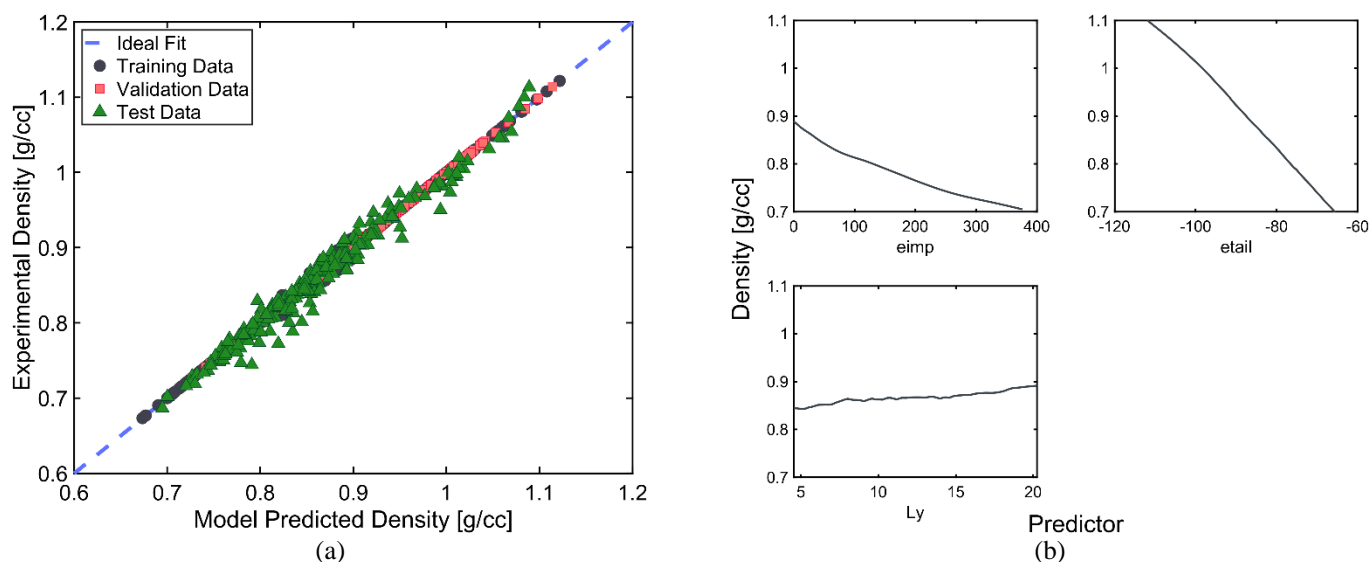 Ideal Fit
Training Data
Validation Data
Test Data
1.2
1.1
1
0.9
0.8
0.7
0.6
Experimental Density [g/cc]
0.6 0.7 0.8 0.9 1 1.1 1.2
Model Predicted Density [g/cc]
(a)
Density [g/cc]
1.1
1
0.9
0.8
0.7
0 100 200 300 400
eimp
1.1
1
0.9
0.8
0.7
-120 -100 -80 -60
etail
1.1
1
0.9
0.8
0.7
5 10 15 20
Ly
Predictor
(b)